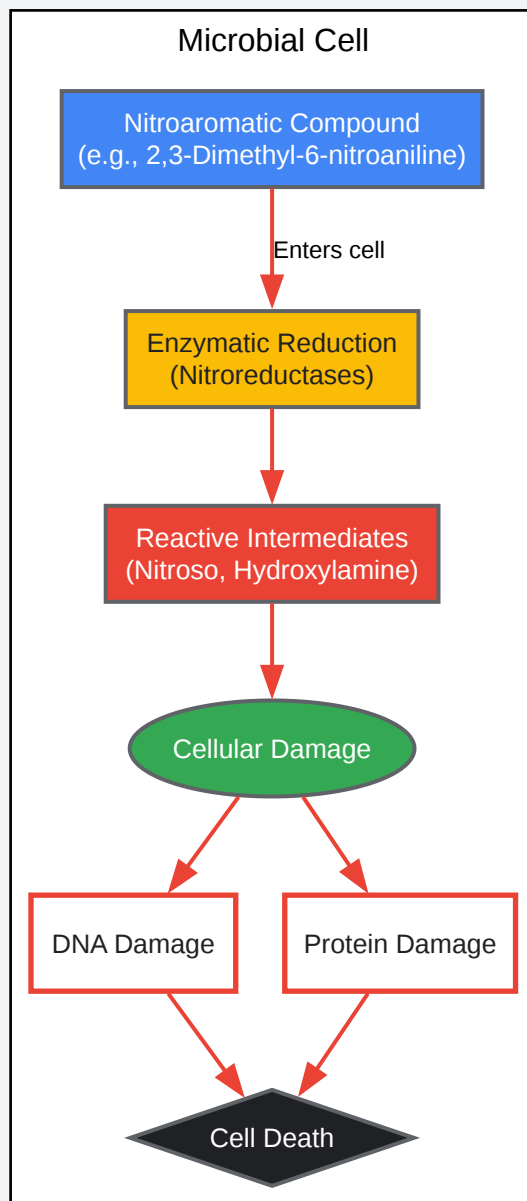 Microbial Cell
Nitroaromatic Compound
(e.g., 2,3-Dimethyl-6-nitroaniline)
Enters cell
Enzymatic Reduction
(Nitroreductases)
Reactive Intermediates
(Nitroso, Hydroxylamine)
Cellular Damage
DNA Damage
Protein Damage
Cell Death